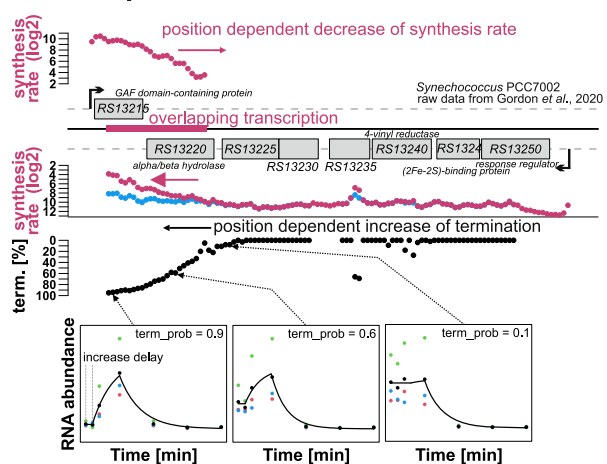 position dependent decrease of synthesis rate
synthesis
rate (log2)
10
8
6
4
2
GAF domain-containing protein
RS13215
Synechococcus PCC7002
raw data from Gordon et al., 2020
overlapping transcription
4-vinyl reductase
RS13220 RS13225 RS13240 RS1324 RS13250
alpha/beta hydrolase RS13230 RS13235 (2Fe-2S)-binding protein response regulator
synthesis
rate (log2)
2
4
6
8
10
12
position dependent increase of termination
term. [%]
0
20
40
60
80
100
RNA abundance
term_prob = 0.9 term_prob = 0.6 term_prob = 0.1
increase delay
Time [min] Time [min] Time [min]